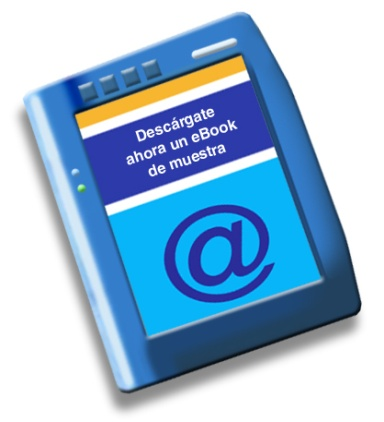 Descárgate
ahora un eBook
de muestra
@